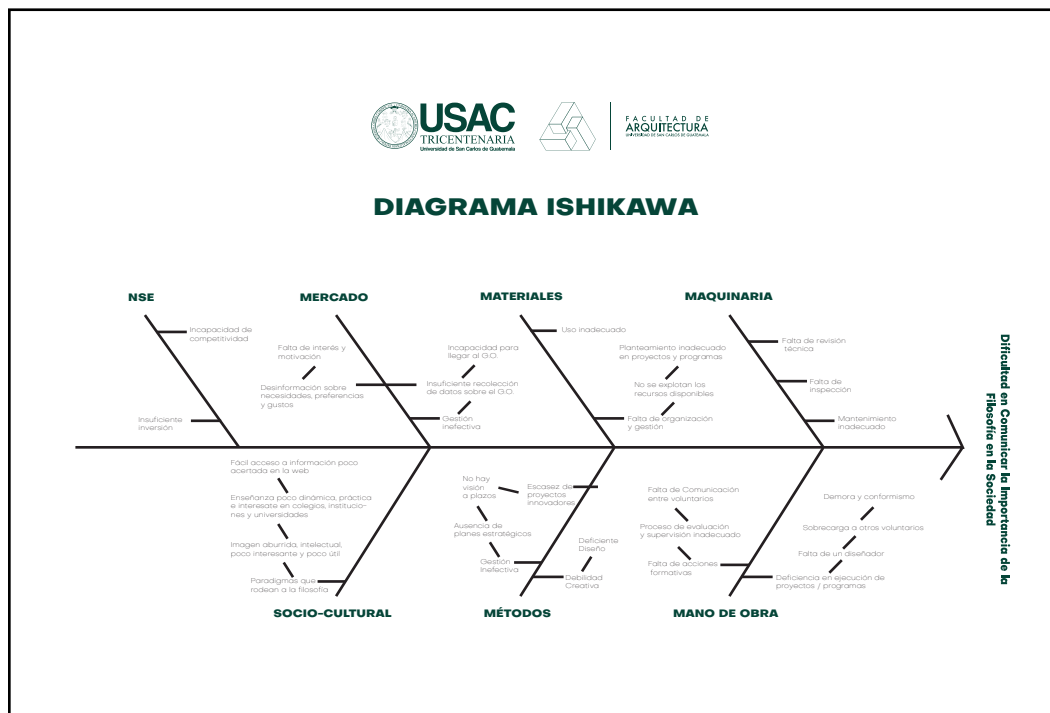 USAC
TRICENTENARIA
Universidad de San Carlos de Guatemala
FACULTAD DE
ARQUITECTURA
UNIVERSIDAD DE SAN CARLOS DE GUATEMALA
DIAGRAMA ISHIKAWA
NSE
MERCADO
MATERIALES
MAQUINARIA
Incapacidad de
competitividad
Insuficiente
inversión
Falta de interés y
motivación
Desinformación sobre
necesidades, preferencias
y gustos
Incapacidad para
llegar al G.O.
Insuficiente recolección
de datos sobre el G.O.
Gestión
inefectiva
Uso inadecuado
Planteamiento inadecuado
en proyectos y programas
No se explotan los
recursos disponibles
Falta de organización
y gestión
Falta de revisión
técnica
Falta de
inspección
Mantenimiento
inadecuado
Dificultad en Comunicar la Importancia de la
Filosofía en la Sociedad
Fácil acceso a información poco
acertada en la web
Enseñanza poco dinámica, práctica
e interesate en colegios, institucio-
nes y universidades
Imagen aburrida, intelectual,
poco interesante y poco útil
Paradigmas que
rodean a la filosofía
No hay
visión
a plazos
Escasez de
proyectos
innovadores
Ausencia de
planes estratégicos
Gestión
Inefectiva
Deficiente
Diseño
Debilidad
Creativa
Falta de Comunicación
entre voluntarios
Proceso de evaluación
y supervisión inadecuado
Falta de acciones
formativas
Demora y conformismo
Sobrecarga a otros voluntarios
Falta de un diseñador
Deficiencia en ejecución de
proyectos / programas
SOCIO-CULTURAL
MÉTODOS
MANO DE OBRA